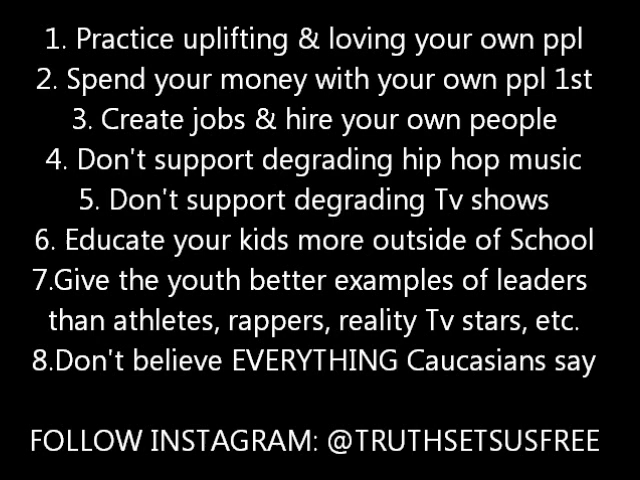 1. Practice uplifting & loving your own ppl
2. Spend your money with your own ppl 1st
3. Create jobs & hire your own people
4. Don't support degrading hip hop music
5. Don't support degrading Tv shows
6. Educate your kids more outside of School
7.Give the youth better examples of leaders
than athletes, rappers, reality Tv stars, etc.
8.Don't believe EVERYTHING Caucasians say
FOLLOW INSTAGRAM: @TRUTHSETSUSFREE